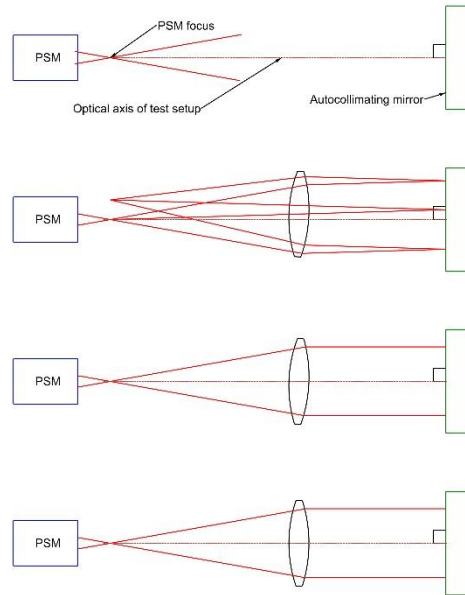 PSM focus
PSM
Optical axis of test setup
Autocollimating mirror
PSM
PSM
PSM